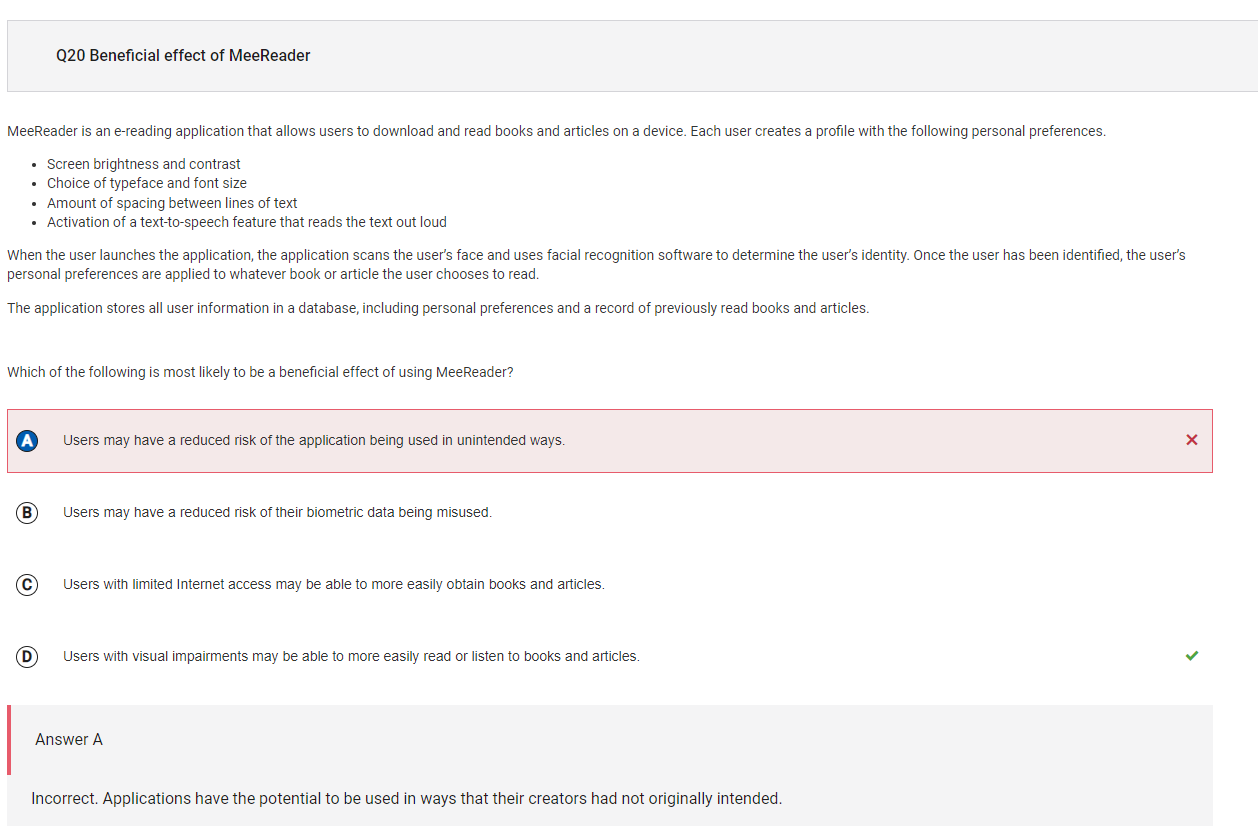 Q20 Beneficial effect of MeeReader
MeeReader is an e-reading application that allows users to download and read books and articles on a device. Each user creates a profile with the following personal preferences.
• Screen brightness and contrast
• Choice of typeface and font size
• Amount of spacing between lines of text
• Activation of a text-to-speech feature that reads the text out loud
When the user launches the application, the application scans the user's face and uses facial recognition software to determine the user's identity. Once the user has been identified, the user's
personal preferences are applied to whatever book or article the user chooses to read.
The application stores all user information in a database, including personal preferences and a record of previously read books and articles.
Which of the following is most likely to be a beneficial effect of using MeeReader?
A Users may have a reduced risk of the application being used in unintended ways.
B Users may have a reduced risk of their biometric data being misused.
C Users with limited Internet access may be able to more easily obtain books and articles.
D Users with visual impairments may be able to more easily read or listen to books and articles.
Answer A
Incorrect. Applications have the potential to be used in ways that their creators had not originally intended.